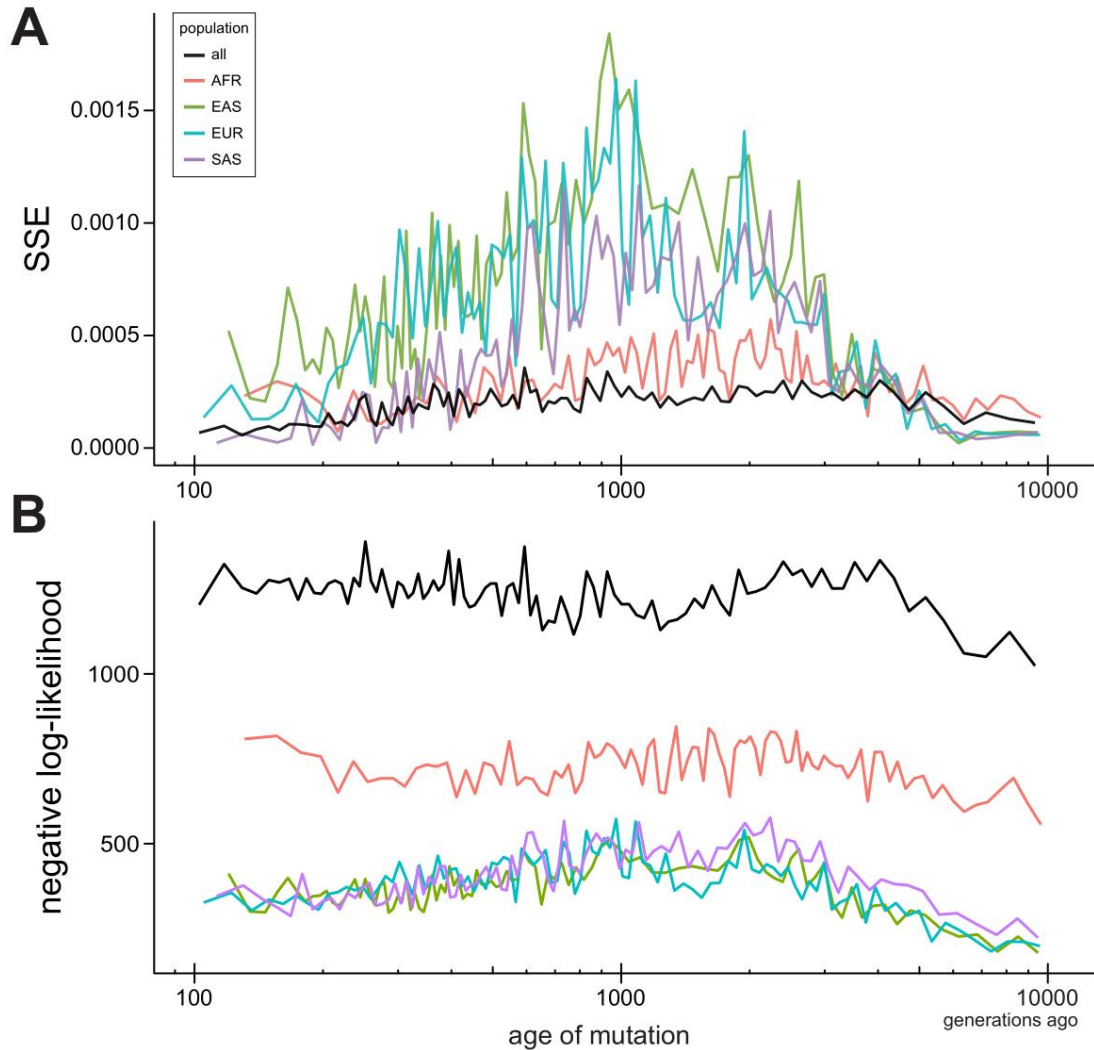 A
population
all
AFR
EAS
EUR
SAS
SSE
0.0015
0.0010
0.0005
0.0000
100
1000
10000
B
negative log-likelihood
1000
500
100
1000
10000
generations ago
age of mutation